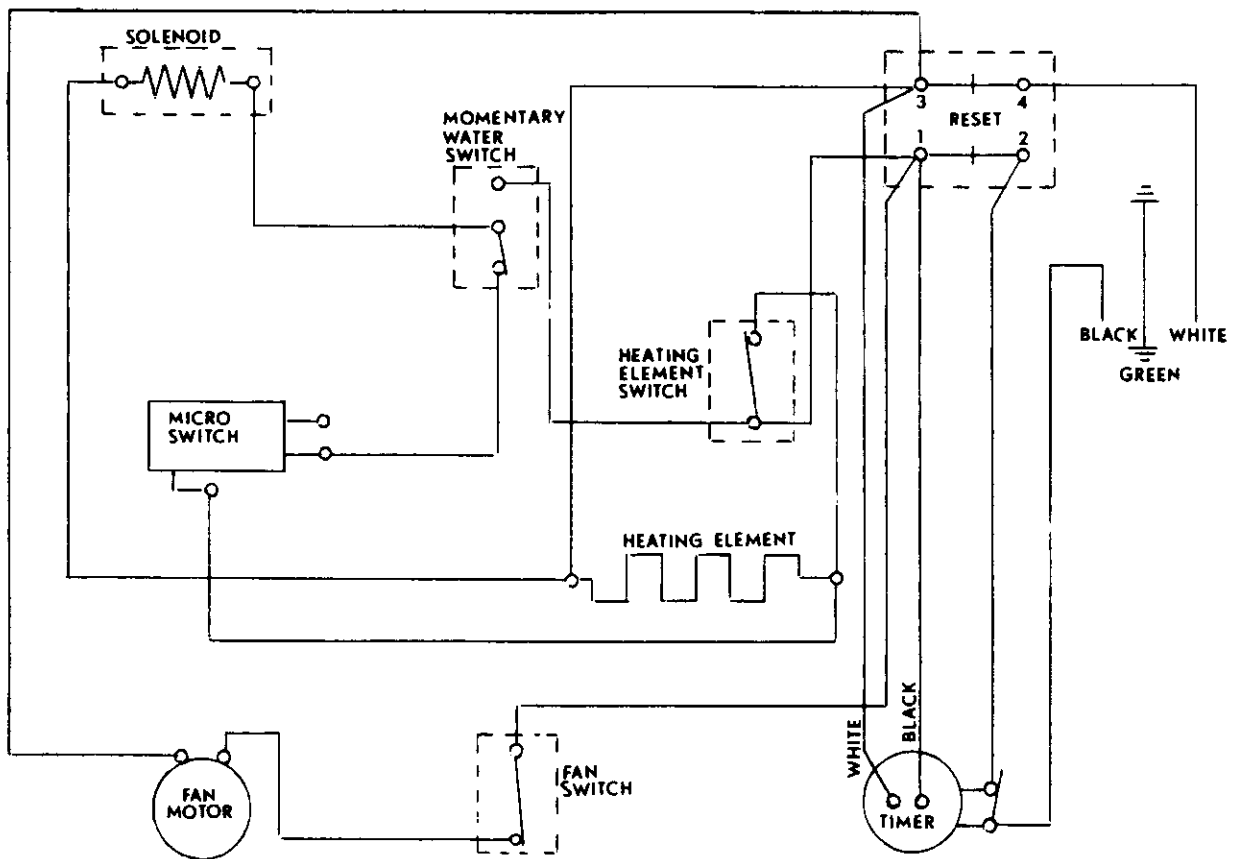 SOLENOID
MOMENTARY
WATER
SWITCH
3
4
RESET
1
2
HEATING
ELEMENT
SWITCH
BLACK
WHITE
GREEN
MICRO
SWITCH
HEATING ELEMENT
WHITE
BLACK
FAN
MOTOR
FAN
SWITCH
TIMER